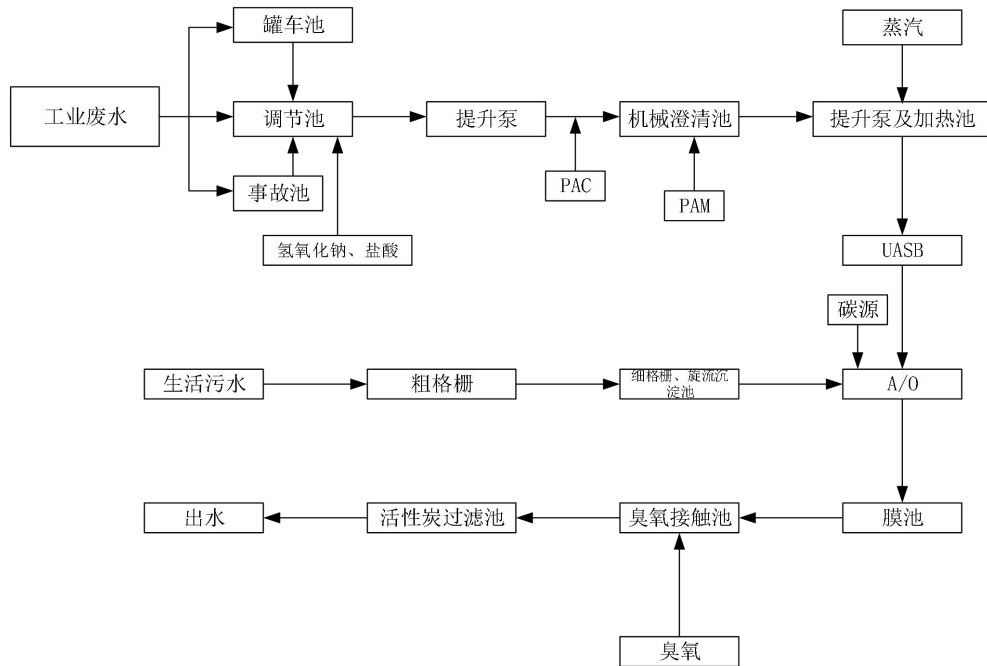 罐车池
蒸汽
工业废水
调节池
提升泵
机械澄清池
提升泵及加热池
事故池
PAC
PAM
氢氧化钠、盐酸
UASB
碳源
生活污水
粗格栅
细格栅、旋流沉
淀池
A/O
出水
活性炭过滤池
臭氧接触池
膜池
臭氧